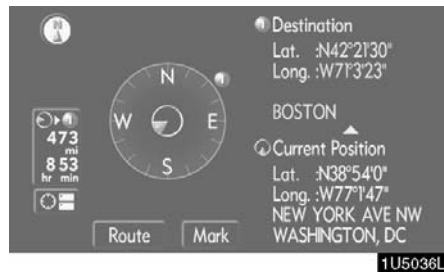 N
Destination
Lat. :N42°21'30"
Long. :W71°3'23"
BOSTON
N
W
E
S
473
mi
8 53
hr min
Current Position
Lat. :N38°54'0"
Long. :W77°1'47"
NEW YORK AVE NW
WASHINGTON, DC
Route
Mark
1U5036L